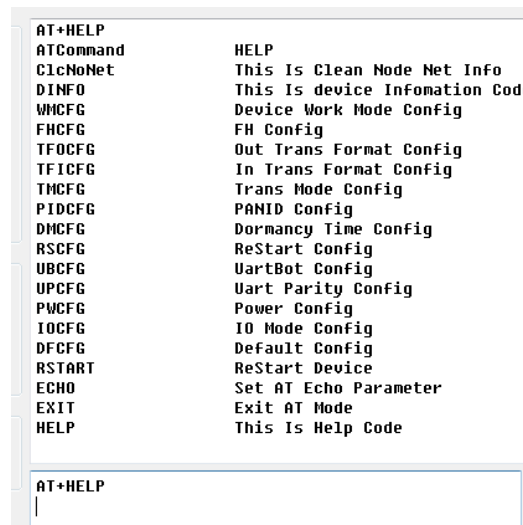 AT+HELP
ATCommand HELP
ClcNoNet This Is Clean Node Net Info
DINFO This Is device Infomation Cod
WMCFG Device Work Mode Config
FHCFG FH Config
TFOCFG Out Trans Format Config
TFICFG In Trans Format Config
TMCFG Trans Mode Config
PIDCFG PANID Config
DMCFG Dormancy Time Config
RSCFG ReStart Config
UBCFG UartBot Config
UPCFG Uart Parity Config
PWCFG Power Config
IOCFG IO Mode Config
DFCFG Default Config
RSTART ReStart Device
ECHO Set AT Echo Parameter
EXIT Exit AT Mode
HELP This Is Help Code
AT+HELP